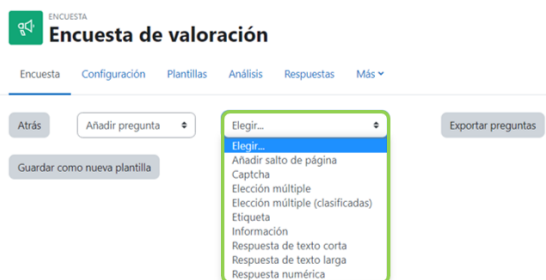 ENCUESTA
Encuesta de valoración
Encuesta Configuración Plantillas Análisis Respuestas Más
Atrás Añadir pregunta Elegir... Exportar preguntas
Guardar como nueva plantilla
Elegir...
Añadir salto de página
Captcha
Elección múltiple
Elección múltiple (clasificadas)
Etiqueta
Información
Respuesta de texto corta
Respuesta de texto larga
Respuesta numérica